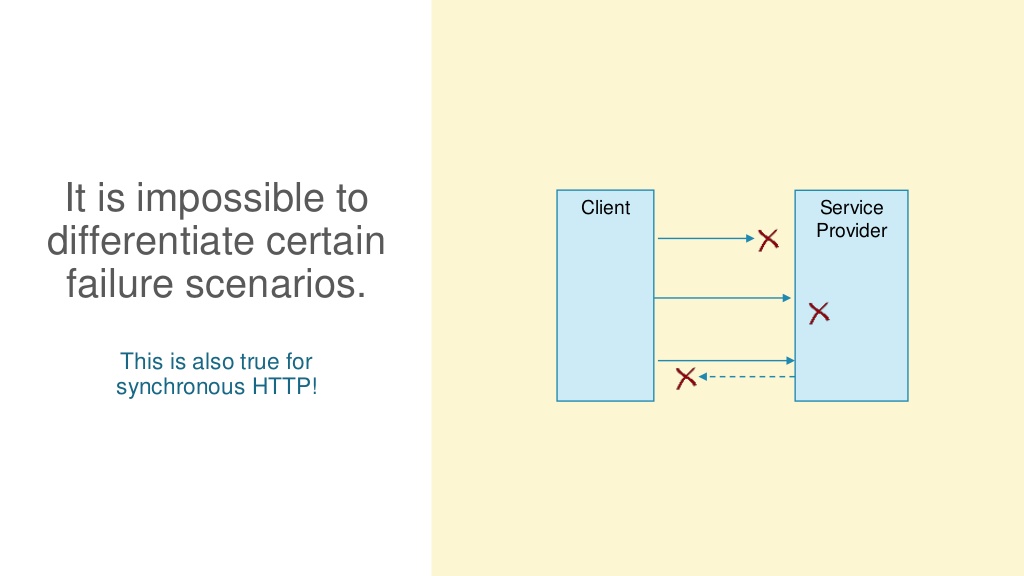 It is impossible to
differentiate certain
failure scenarios.
This is also true for
synchronous HTTP!
Client
Service
Provider